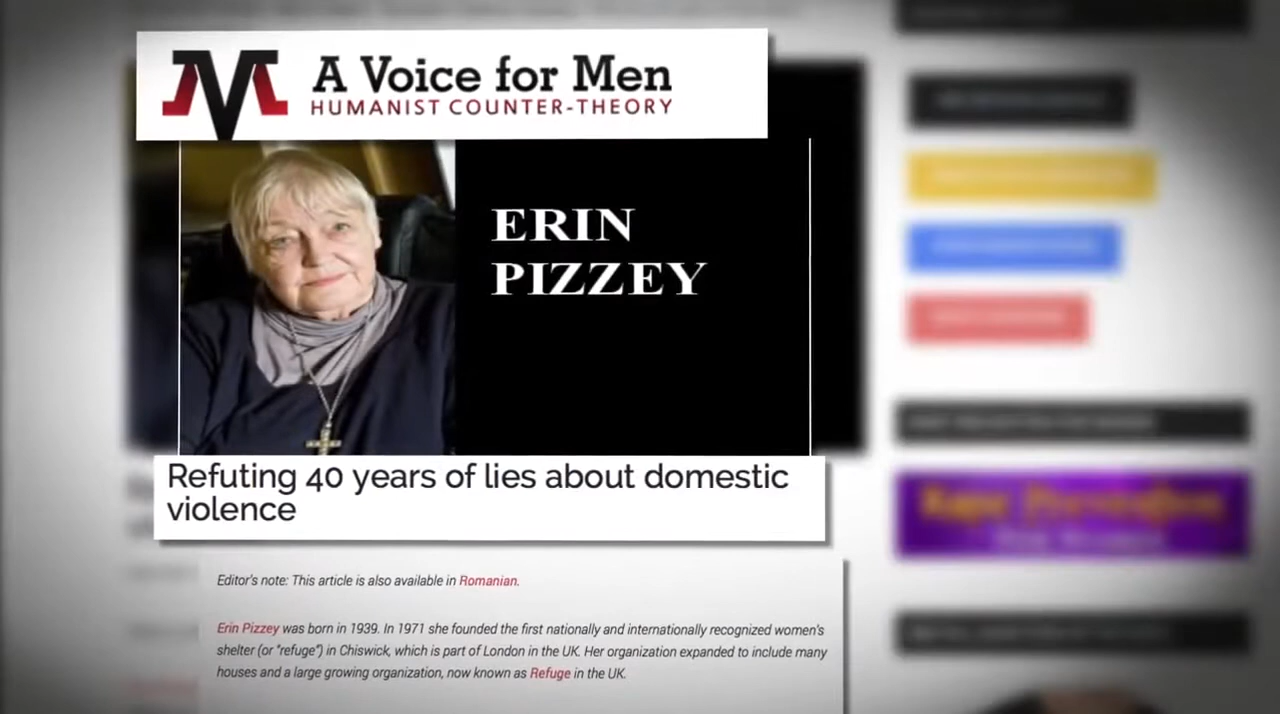 A Voice for Men
HUMANIST COUNTER-THEORY
ERIN
PIZZEY
Refuting 40 years of lies about domestic
violence
Editor's note: This article is also available in Romanian.
Erin Pizzey was born in 1939. In 1971 she founded the first nationally and internationally recognized women's
shelter (or "refuge") in Chiswick, which is part of London in the UK. Her organization expanded to include many
houses and a large growing organization, now known as Refuge in the UK.